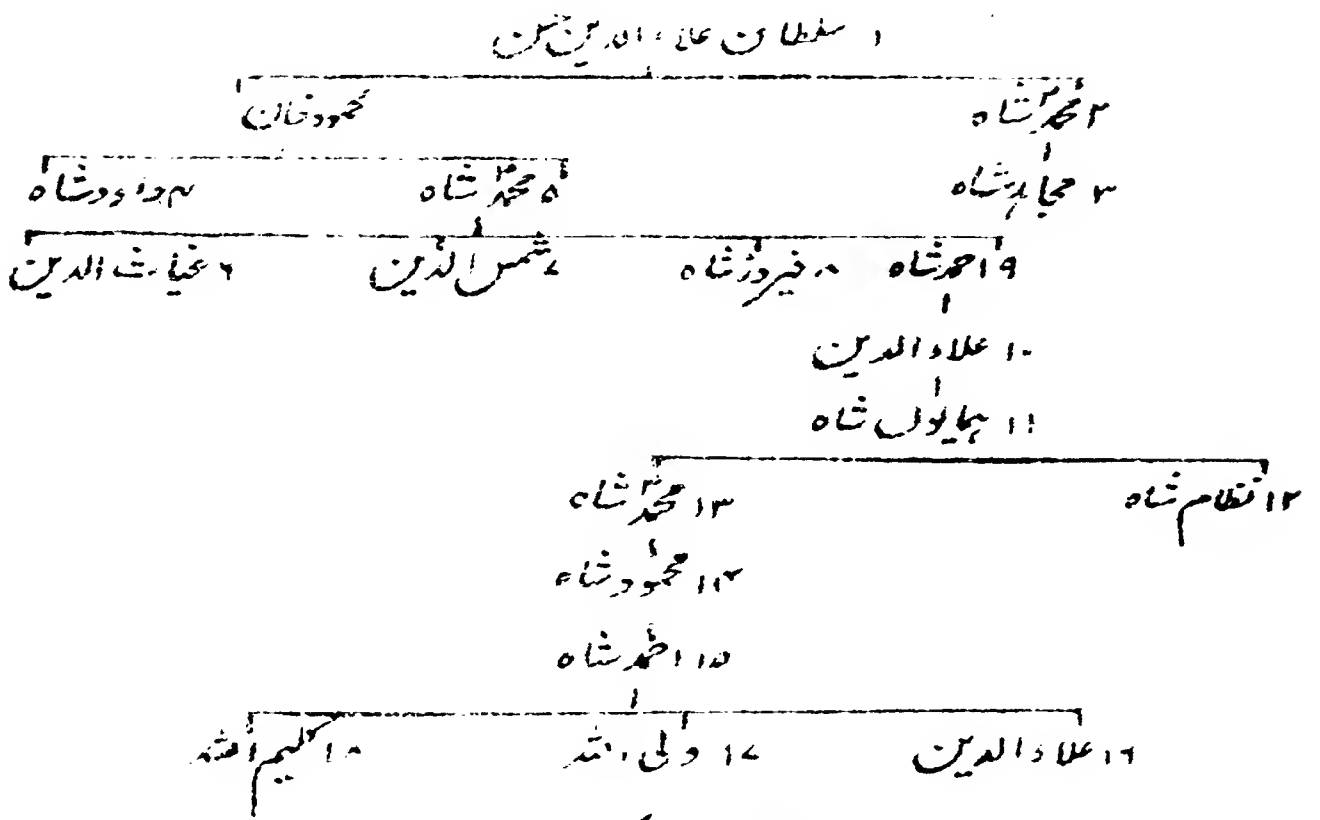 ۱ سلطان علاء الدین حسن
۲ محمد شاہ محمود خان
۳ مجاہد شاہ ۵ محمد شاہ ۴ داؤد شاہ
۹ احمد شاہ ۸ فیروز شاہ ۷ شمس الدین ۶ غیاث الدین
۱۰ علاء الدین
۱۱ ہمایوں شاہ
۱۲ نظام شاہ ۱۳ محمد شاہ
۱۴ محمود شاہ
۱۵ احمد شاہ
۱۶ علاء الدین ۱۷ ولی اللہ ۱۸ کلیم اللہ